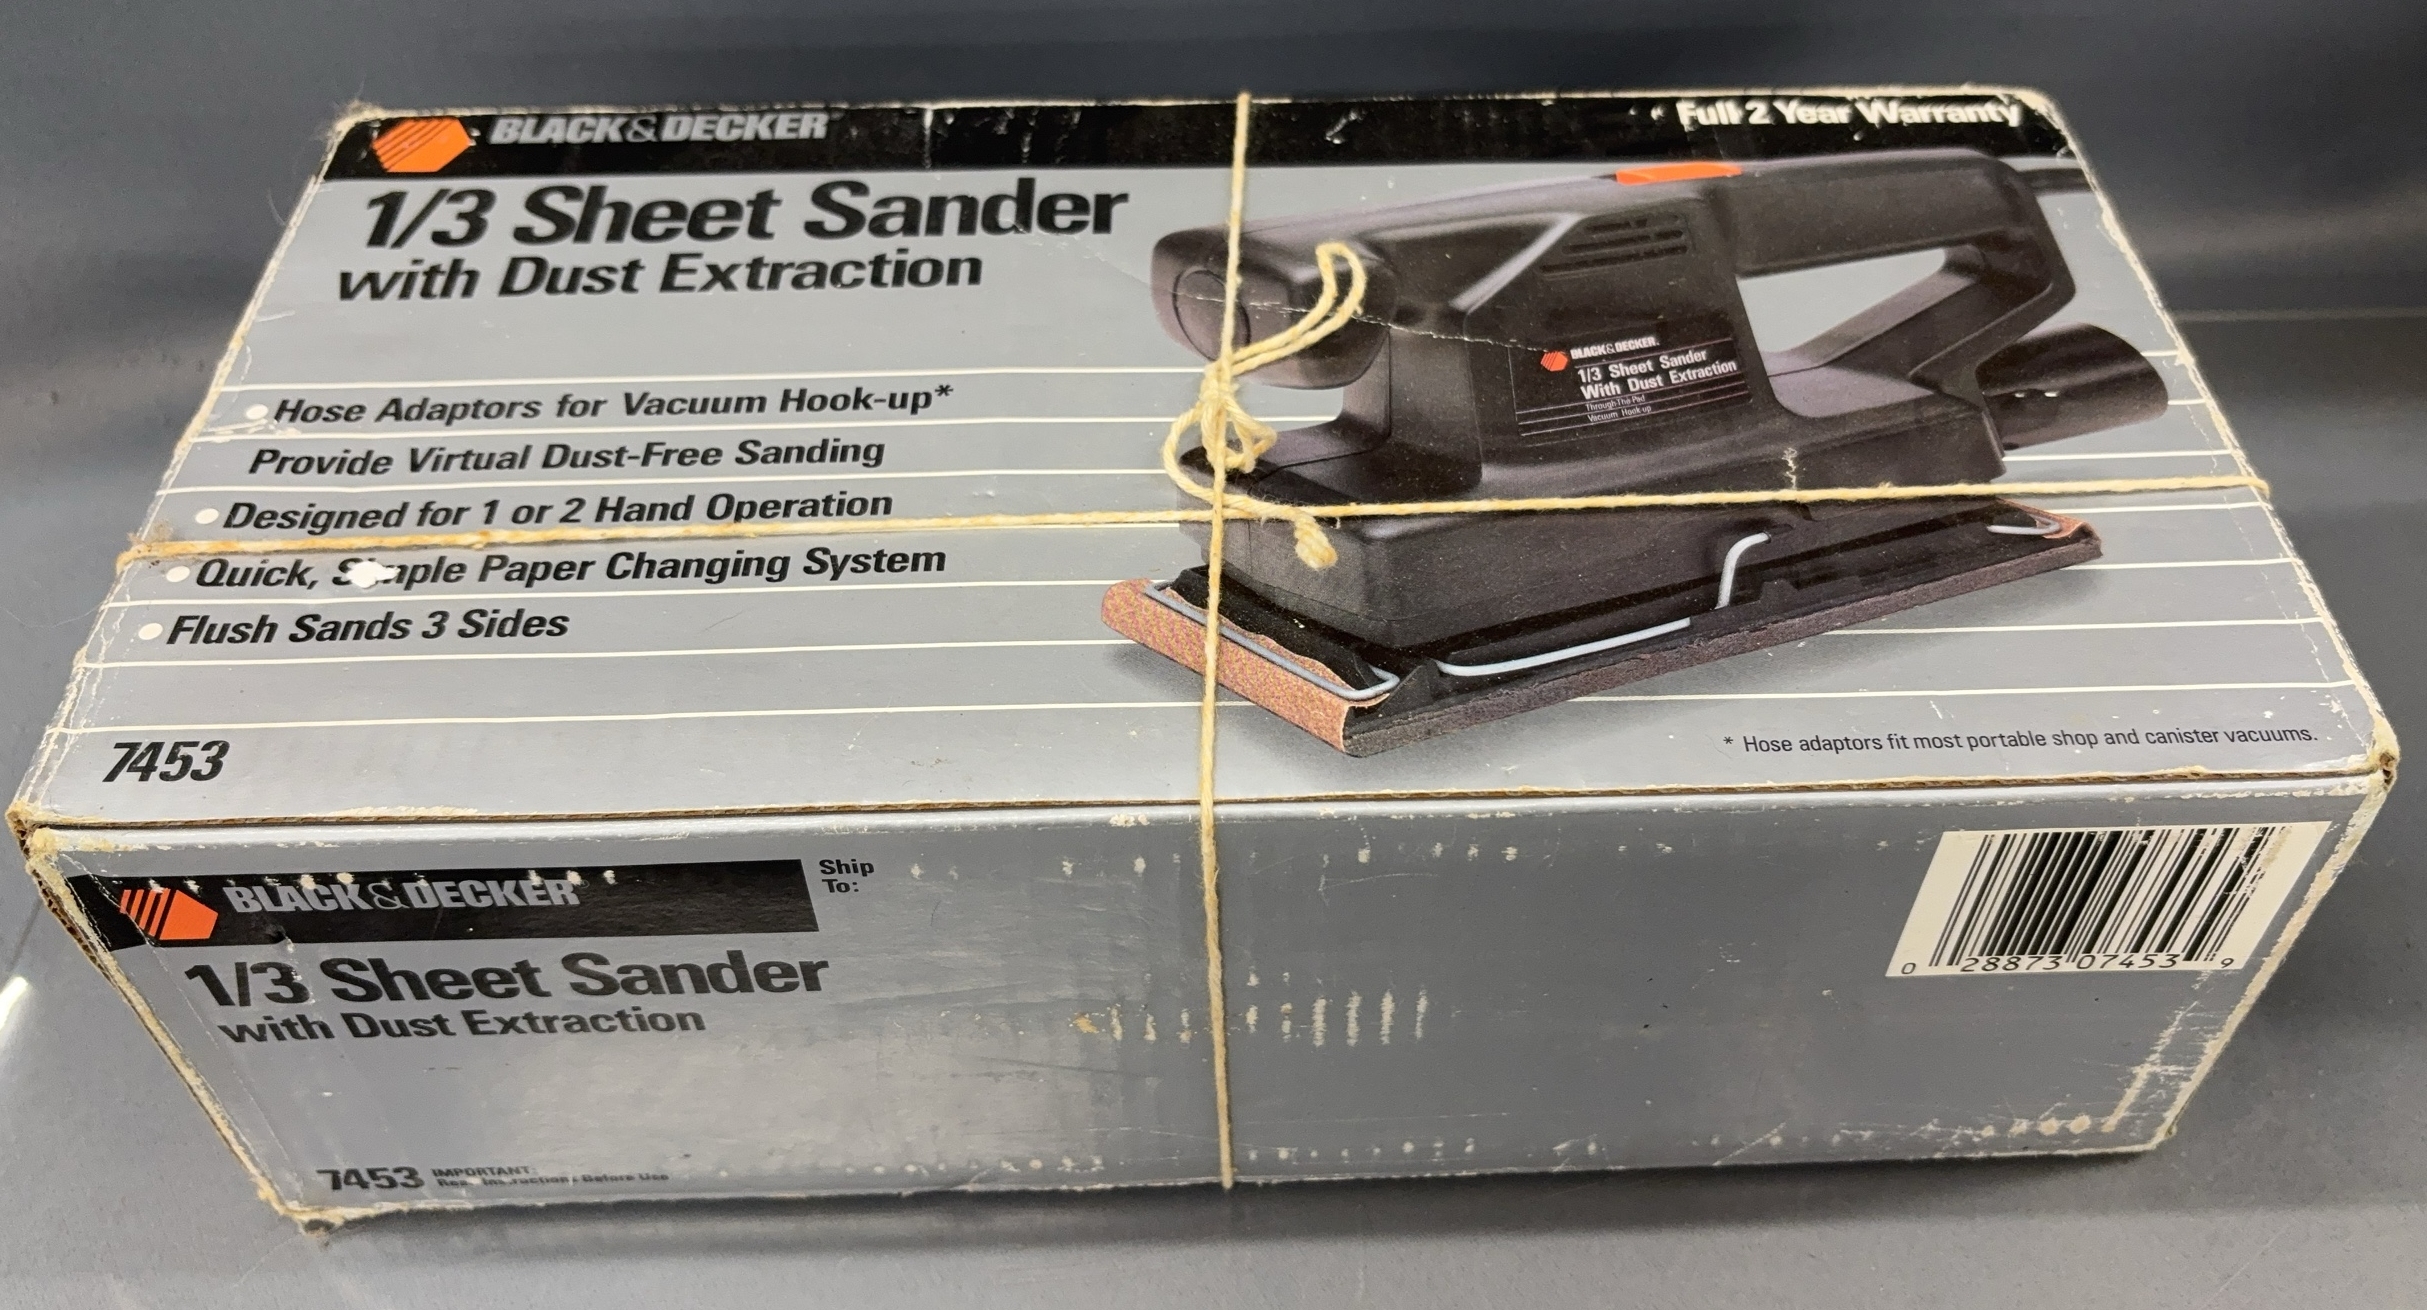 BLACK&DECKER
Full 2 Year Warranty
1/3 Sheet Sander
with Dust Extraction
Hose Adaptors for Vacuum Hook-up*
Provide Virtual Dust-Free Sanding
Designed for 1 or 2 Hand Operation
Quick, Simple Paper Changing System
Flush Sands 3 Sides
7453
BLACK&DECKER
1/3 Sheet Sander
With Dust Extraction
Through The Pad
Vacuum Hook-up
* Hose adaptors fit most portable shop and canister vacuums.
BLACK&DECKER
Ship
To:
1/3 Sheet Sander
with Dust Extraction
7453
IMPORTANT:
Read Instructions Before Use
0 28873 07453 9